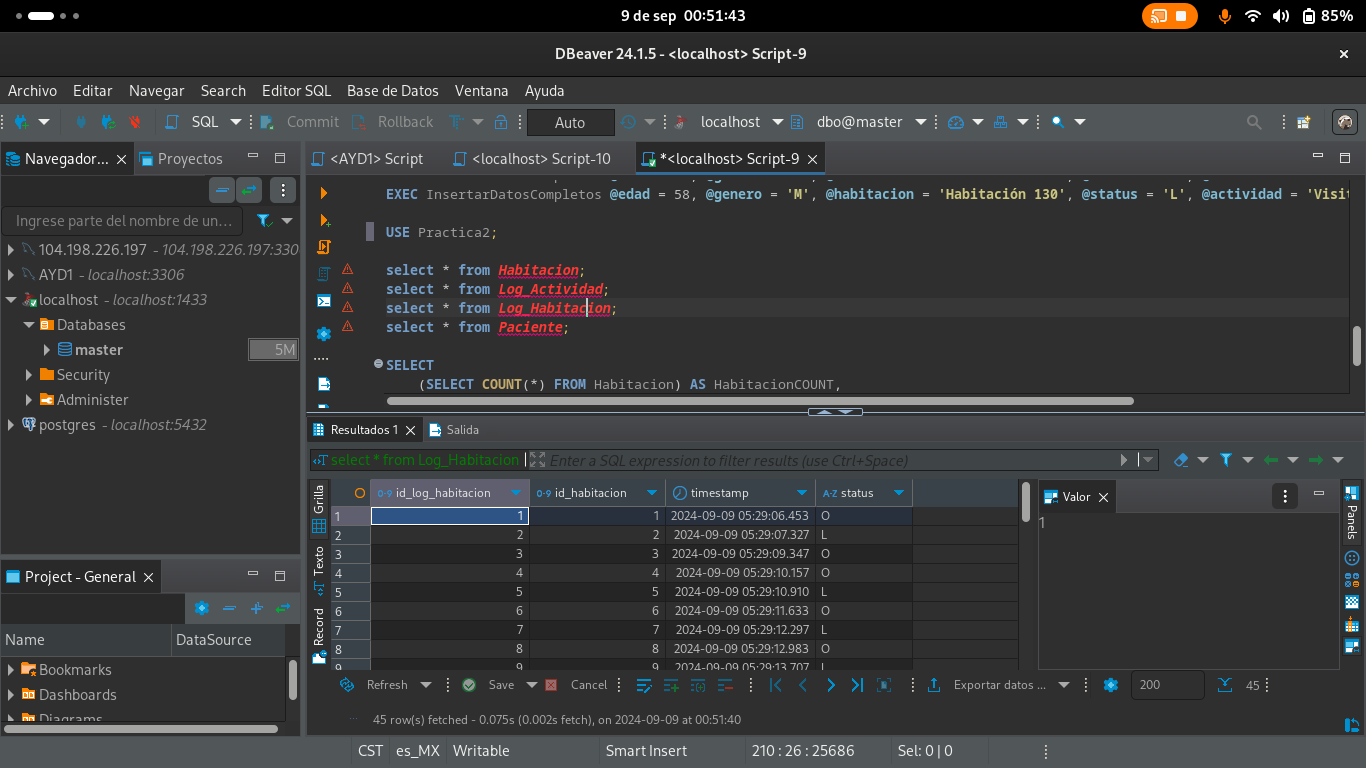 9 de sep 00:51:43
85%
DBeaver 24.1.5 - <localhost> Script-9
Archivo Editar Navegar Search Editor SQL Base de Datos Ventana Ayuda
SQL Commit Rollback Auto localhost dbo@master
Navegador... Proyectos
<AYD1> Script <localhost> Script-10 *<localhost> Script-9
Ingrese parte del nombre de un...
104.198.226.197 - 104.198.226.197:330
AYD1 - localhost:3306
localhost - localhost:1433
Databases
master 5M
Security
Administer
postgres - localhost:5432
EXEC InsertarDatosCompletos @edad = 58, @genero = 'M', @habitacion = 'Habitación 130', @status = 'L', @actividad = 'Visit
USE Practica2;
select * from Habitacion;
select * from Log_Actividad;
select * from Log_Habitacion;
select * from Paciente;
SELECT
(SELECT COUNT(*) FROM Habitacion) AS HabitacionCOUNT,
Resultados 1 Salida
select * from Log_Habitacion Enter a SQL expression to filter results (use Ctrl+Space)
Grilla
Texto
Record
id_log_habitacion id_habitacion timestamp status
1 1 1 2024-09-09 05:29:06.453 O
2 2 2 2024-09-09 05:29:07.327 L
3 3 3 2024-09-09 05:29:09.347 O
4 4 4 2024-09-09 05:29:10.157 O
5 5 5 2024-09-09 05:29:10.910 L
6 6 6 2024-09-09 05:29:11.633 O
7 7 7 2024-09-09 05:29:12.297 L
8 8 8 2024-09-09 05:29:12.983 O
9 9 9 2024-09-09 05:29:13.707 L
Valor
1
Panels
Refresh Save Cancel Exportar datos ... 200 45
45 row(s) fetched - 0.075s (0.002s fetch), on 2024-09-09 at 00:51:40
Project - General
Name DataSource
Bookmarks
Dashboards
Diagrams
CST es_MX Writable Smart Insert 210 : 26 : 25686 Sel: 0 | 0